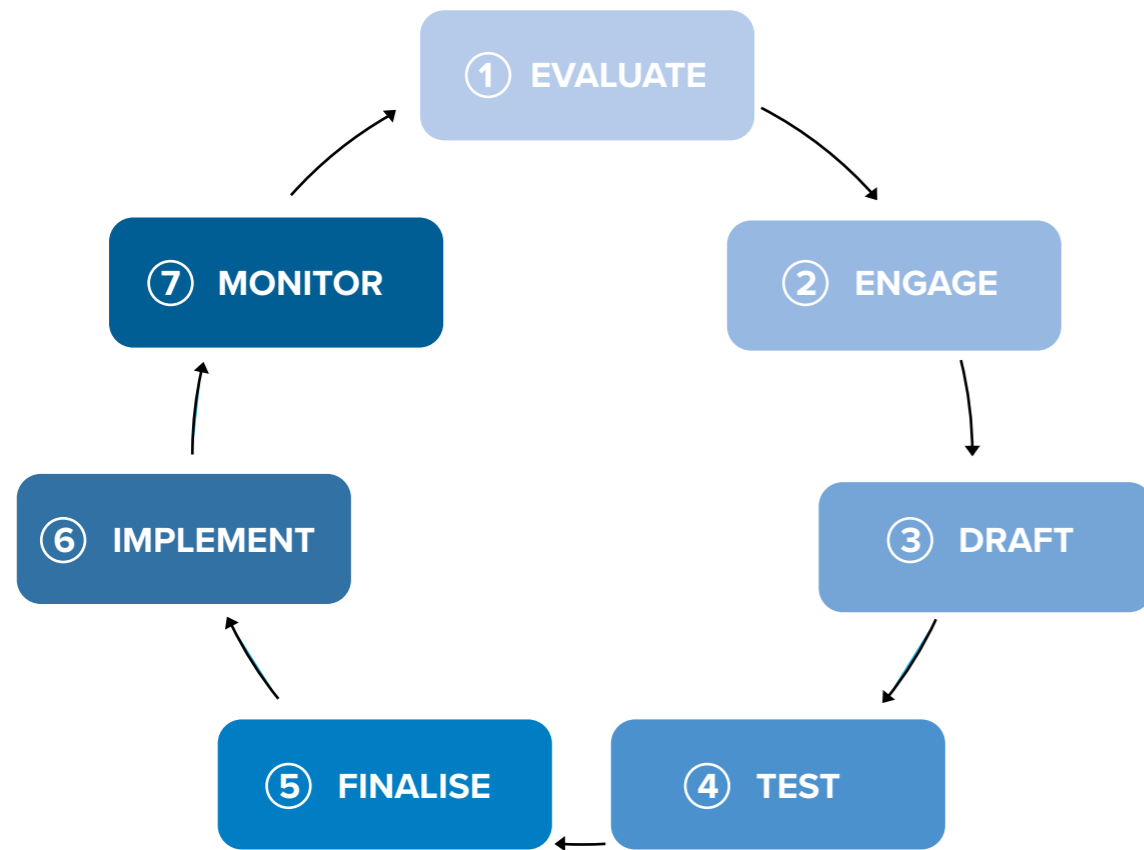 1 EVALUATE
2 ENGAGE
3 DRAFT
4 TEST
5 FINALISE
6 IMPLEMENT
7 MONITOR